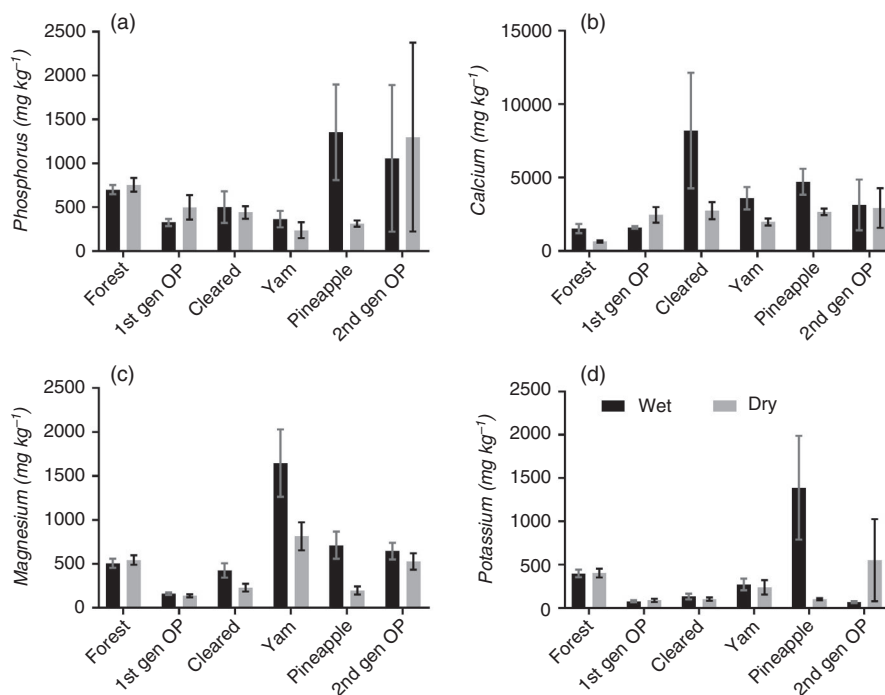 (a)
Phosphorus (mg kg⁻¹)
2500
2000
1500
1000
500
0
Forest
1st gen OP
Cleared
Yam
Pineapple
2nd gen OP
(b)
Calcium (mg kg⁻¹)
15000
10000
5000
0
Forest
1st gen OP
Cleared
Yam
Pineapple
2nd gen OP
(c)
Magnesium (mg kg⁻¹)
2500
2000
1500
1000
500
0
Forest
1st gen OP
Cleared
Yam
Pineapple
2nd gen OP
(d)
Wet Dry
Potassium (mg kg⁻¹)
2500
2000
1500
1000
500
0
Forest
1st gen OP
Cleared
Yam
Pineapple
2nd gen OP